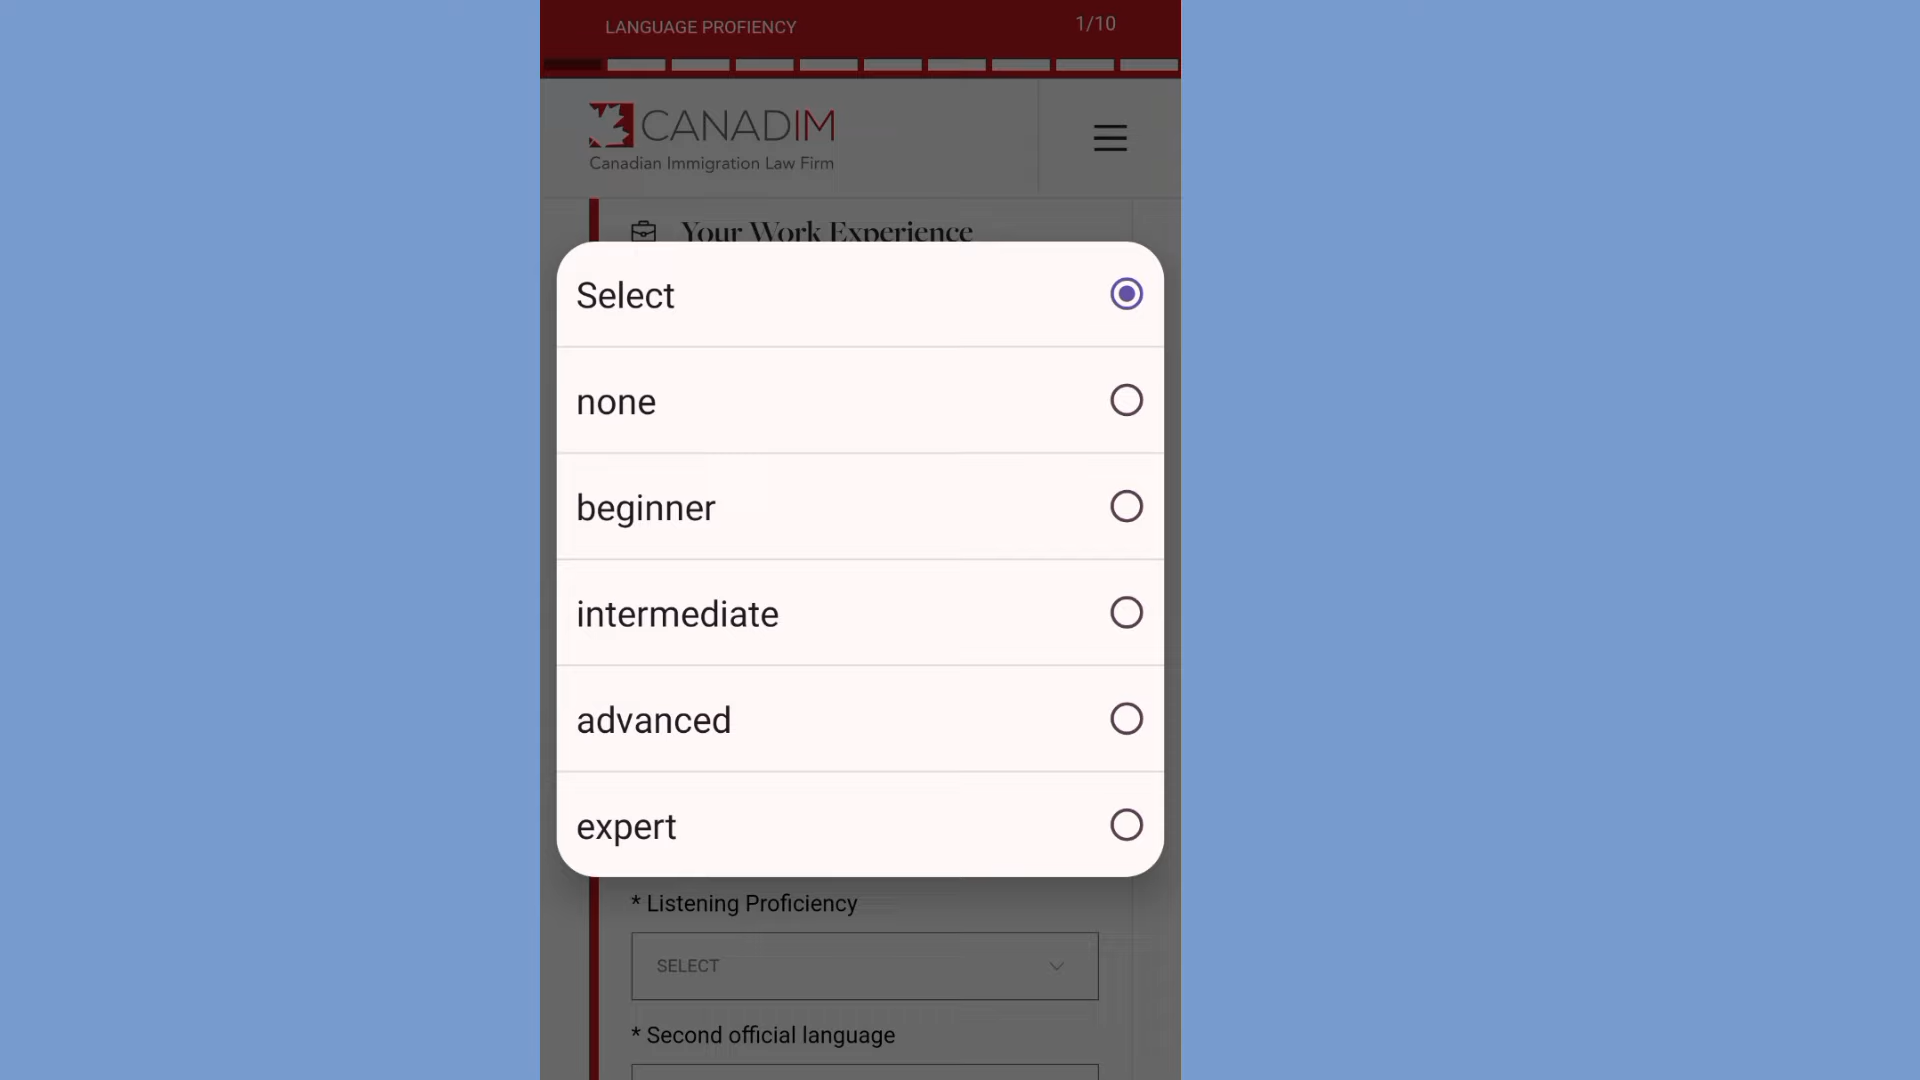 LANGUAGE PROFIENCY
1/10
CANADIM
Canadian Immigration Law Firm
Your Work Experience
Select
none
beginner
intermediate
advanced
expert
* Listening Proficiency
SELECT
* Second official language